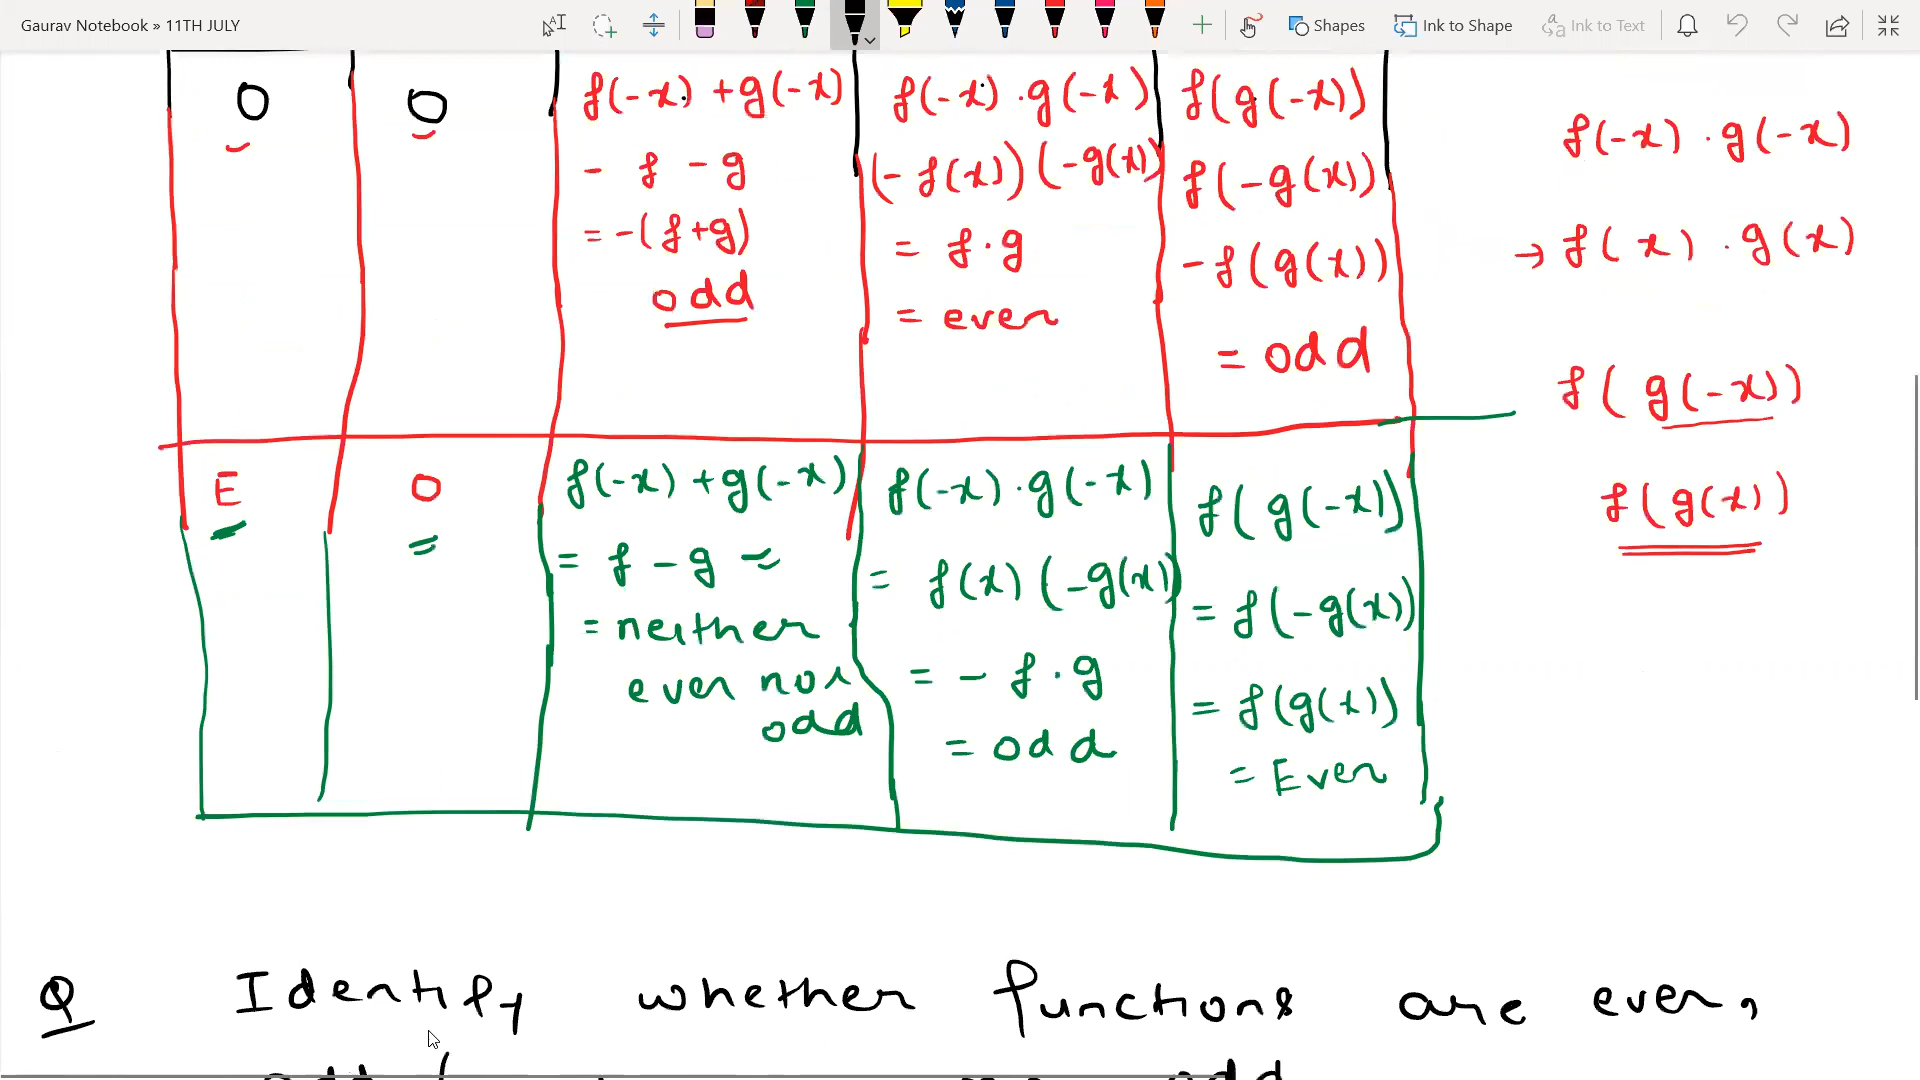 Gaurav Notebook » 11TH JULY
Shapes
Ink to Shape
Ink to Text
O
O
f(-x) + g(-x)
- f - g
= -(f+g)
odd
f(-x) . g(-x)
(-f(x)) (-g(x))
= f . g
= even
f(g(-x))
f(-g(x))
-f(g(x))
= odd
f(-x) . g(-x)
→ f(x) . g(x)
f(g(-x))
f(g(x))
E
O
f(-x) + g(-x)
= f - g
= neither
even nor
odd
f(-x) . g(-x)
= f(x) (-g(x))
= - f . g
= odd
f(g(-x))
= f(-g(x))
= f(g(x))
= Even
Q Identify whether functions are even,